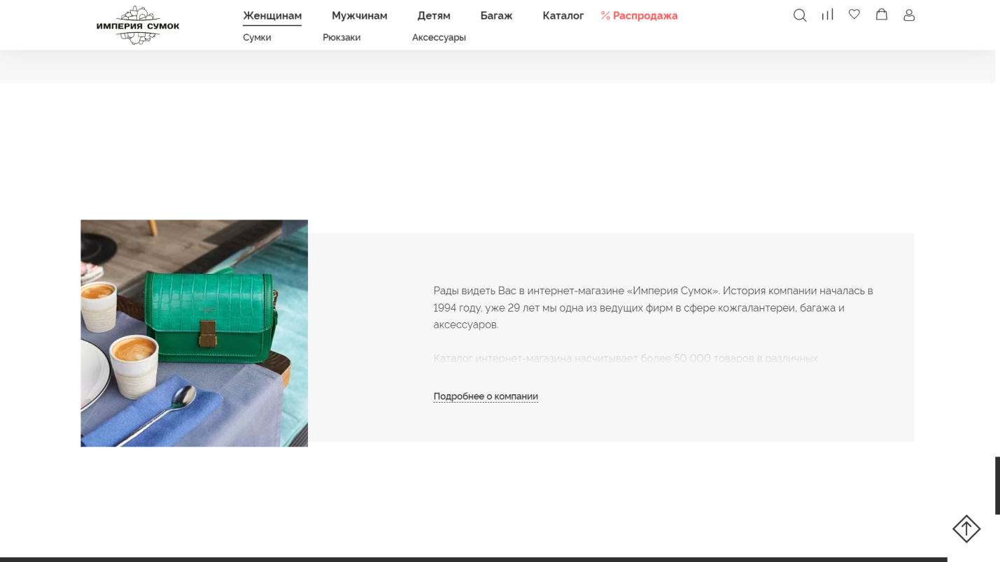 ИМПЕРИЯ СУМОК
Женщинам Мужчинам Детям Багаж Каталог % Распродажа
Сумки Рюкзаки Аксессуары
Рады видеть Вас в интернет-магазине «Империя Сумок». История компании началась в
1994 году, уже 29 лет мы одна из ведущих фирм в сфере кожгалантереи, багажа и
аксессуаров.
Каталог интернет-магазина насчитывает более 50 000 товаров в различных
Подробнее о компании